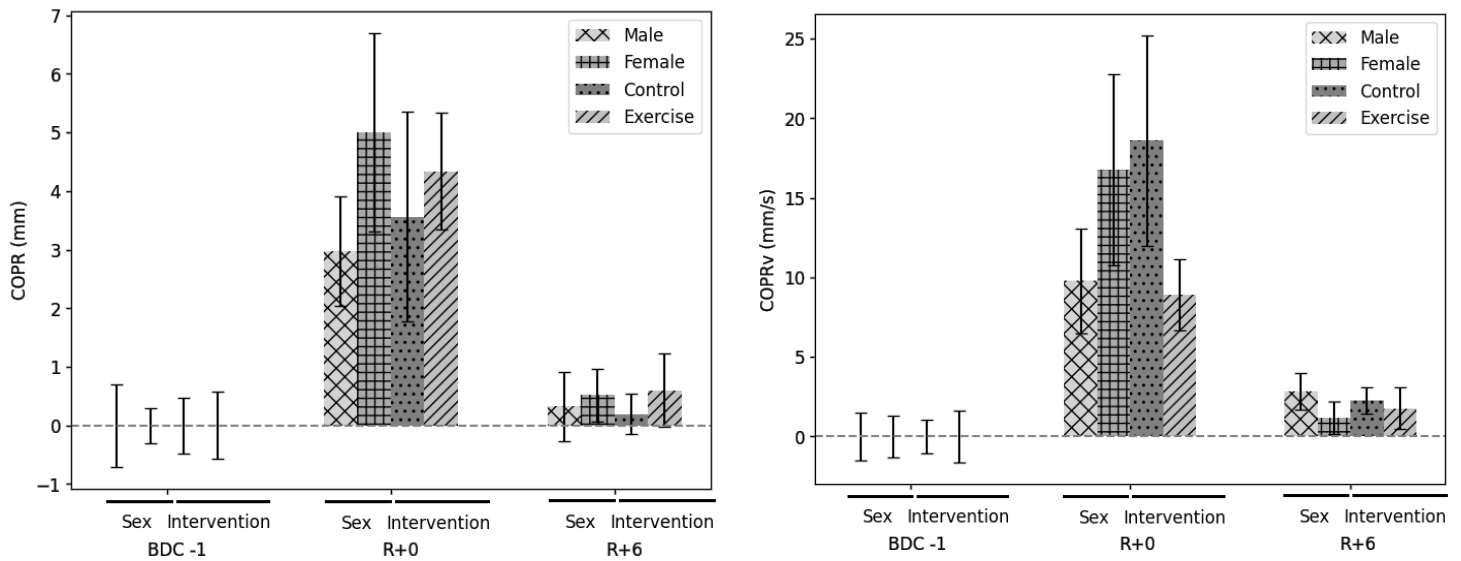 7
6
5
4
3
2
1
0
−1
COPR (mm)
Male
Female
Control
Exercise
Sex Intervention
BDC -1
Sex Intervention
R+0
Sex Intervention
R+6
25
20
15
10
5
0
COPRv (mm/s)
Male
Female
Control
Exercise
Sex Intervention
BDC -1
Sex Intervention
R+0
Sex Intervention
R+6